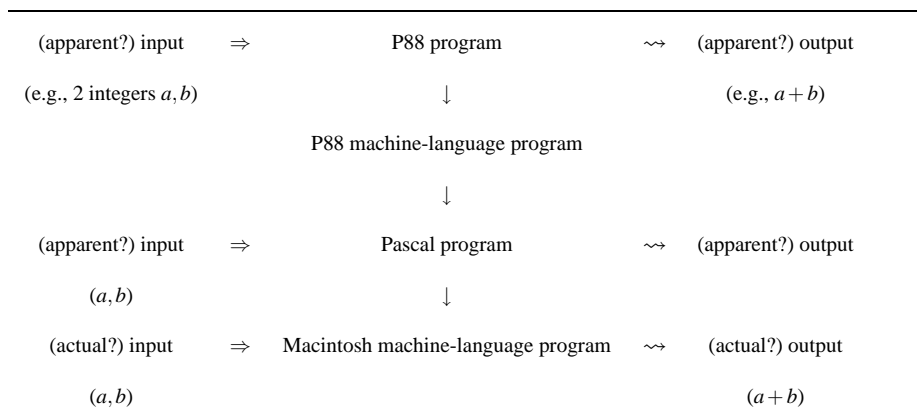 (apparent?) input ⇒ P88 program ⇝ (apparent?) output
(e.g., 2 integers a,b) ↓ (e.g., a+b)
P88 machine-language program
↓
(apparent?) input ⇒ Pascal program ⇝ (apparent?) output
(a,b) ↓
(actual?) input ⇒ Macintosh machine-language program ⇝ (actual?) output
(a,b) (a+b)